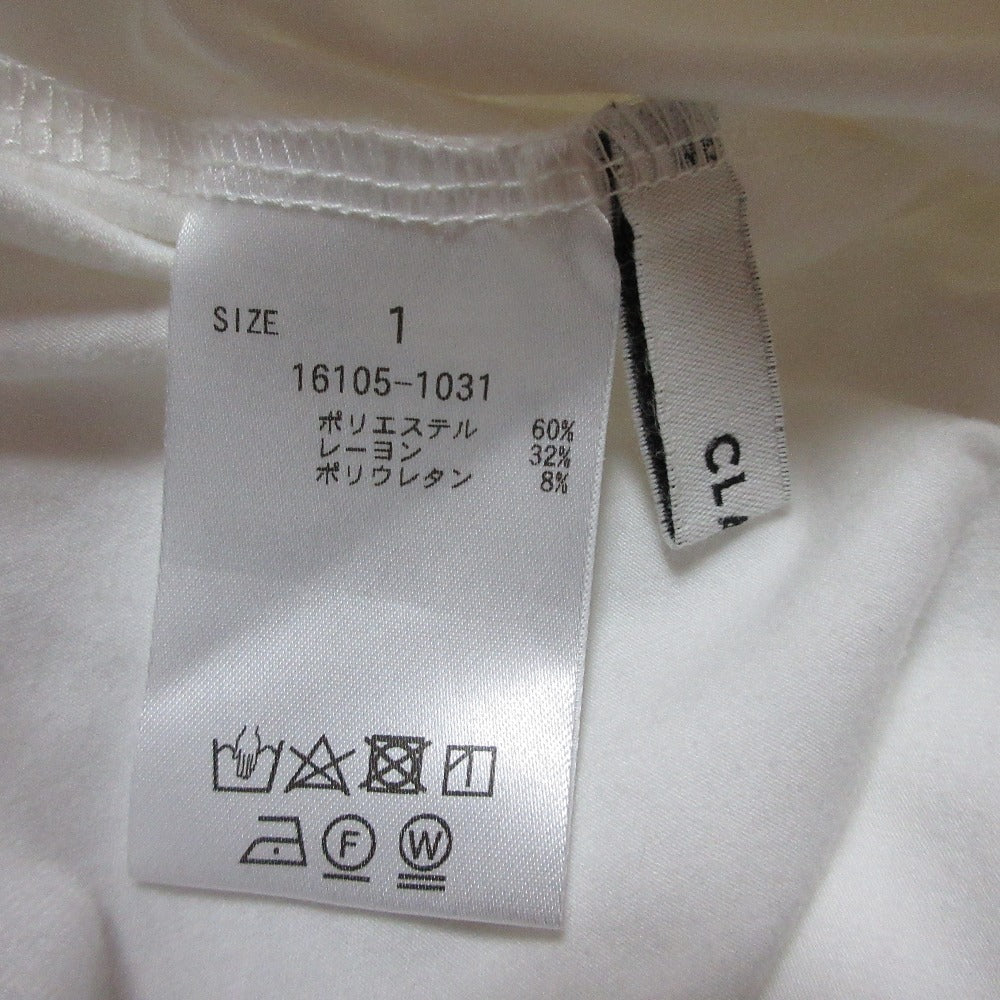 SIZE 1
16105-1031
ポリエステル 60%
レーヨン 32%
ポリウレタン 8%
F W